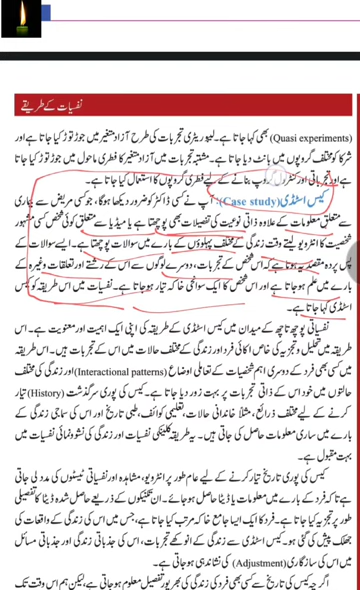 نفسیات کے طریقے
(Quasi experiments) بھی کہا جاتا ہے۔ لیبوریٹری تجربات کی طرح آزاد متغیر میں جوڑ توڑ کیا جاتا ہے اور
شرکا کو مختلف گروپوں میں بانٹ دیا جاتا ہے۔ مشتبہ تجربات میں آزاد متغیر کا فطری ماحول میں جوڑ توڑ کیا جاتا
ہے اور تجرباتی اور کنٹرول گروپ بنانے کے لیے فطری گروپوں کا استعمال کیا جاتا ہے۔
کیس اسٹڈی (Case study): آپ نے کسی ڈاکٹر کو ضرور دیکھا ہوگا، جو کسی مریض سے بیماری
سے متعلق معلومات کے علاوہ ذاتی نوعیت کی تفصیلات بھی پوچھتا ہے یا میڈیا سے متعلق کوئی شخص کسی مشہور
شخصیت کا انٹرویو لیتے وقت زندگی کے مختلف پہلوؤں کے بارے میں سوالات پوچھتا ہے۔ ایسے سوالات کے
پس پردہ مقصد یہ ہوتا ہے کہ اس شخص کے تجربات، دوسرے لوگوں سے اس کے رشتے اور تعلقات وغیرہ کے
بارے میں علم ہو جاتا ہے اور اس شخص کا ایک سوانحی خاکہ تیار ہو جاتا ہے۔ نفسیات میں اس طریقہ کو کیس
اسٹڈی کہا جاتا ہے۔
نفسیاتی پوچھ تاچھ کے میدان میں کیس اسٹڈی کے طریقہ کی اپنی ایک اہمیت اور معنویت ہے۔ اس
طریقہ میں تحلیل و تجزیہ کی خاص اکائی فرد اور زندگی کے مختلف حالات میں اس کے تجربات ہیں۔ اس طریقہ
میں کسی بھی فرد کے دوسری اہم شخصیات کے تعاملی اوضاع (Interactional patterns) اور زندگی کی مختلف
حالتوں میں خود اس کے ذاتی تجربات پر بہت زور دیا جاتا ہے۔ کیس کی پوری سرگذشت (History) تیار
کرنے کے لیے مختلف ذرائع، مثلاً خاندانی حالات، تعلیمی کوائف، طبی تاریخ اور اس کی سماجی زندگی کے
بارے میں ساری معلومات حاصل کی جاتی ہیں۔ یہ طریقہ کلینیکی نفسیات اور زندگی کی نشوونمائی نفسیات میں
بہت مقبول ہے۔
کیس کی پوری تاریخ تیار کرنے کے لیے عام طور پر انٹرویو، مشاہدہ اور نفسیاتی ٹیسٹوں کی مدد لی جاتی
ہے تاکہ فرد کے بارے میں معلومات یا ڈیٹا حاصل ہو جائے۔ ان تکنیکوں کے ذریعے حاصل شدہ ڈیٹا کا تفصیلی
طور پر تجزیہ کیا جاتا ہے۔ فرد کا ایک ایسا جامع خاکہ مرتب کیا جاتا ہے، جس میں اس کی زندگی کے واقعات کی
جھلک پیش کی گئی ہو۔ کیس اسٹڈی سے زندگی کے انوکھے تجربات، اس کی جذباتی زندگی اور جذباتی مسائل
میں اس کی سازگاری (Adjustment) کی نشاندہی ہو جاتی ہے۔
اگرچہ کیس کی تاریخ سے کسی بھی فرد کی زندگی کی بھرپور تفصیل معلوم ہو جاتی ہے، لیکن ہم اس وقت تک